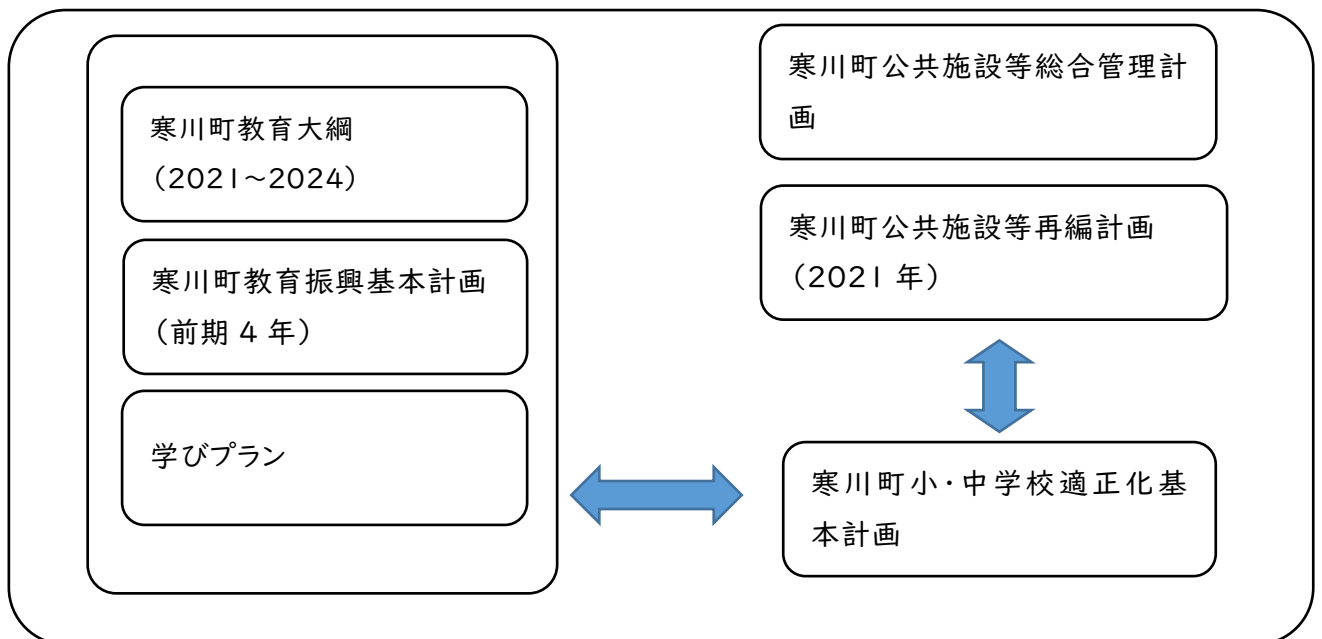 寒川町教育大綱
(2021~2024)
寒川町教育振興基本計画
(前期 4 年)
学びプラン
寒川町公共施設等総合管理計
画
寒川町公共施設等再編計画
(2021 年)
寒川町小・中学校適正化基
本計画